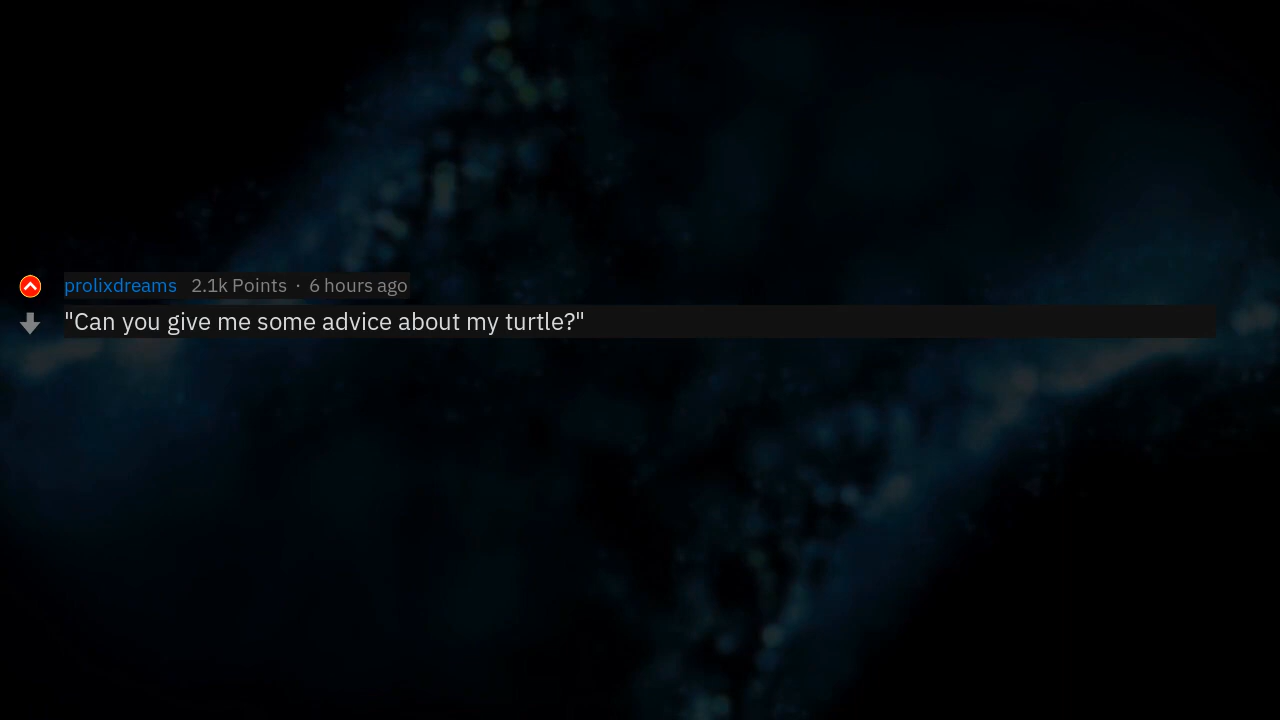 prolixdreams 2.1k Points · 6 hours ago
"Can you give me some advice about my turtle?"